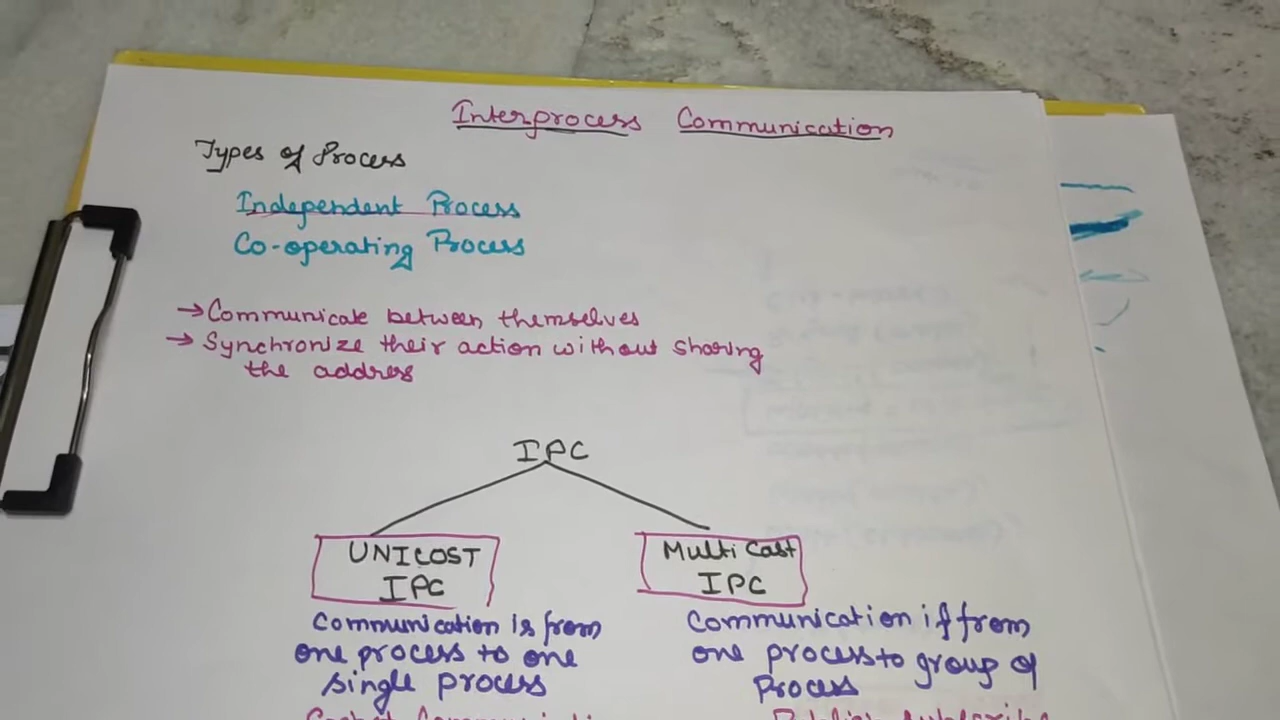 Interprocess Communication
Types of Process
Independent Process
Co-operating Process
→ Communicate between themselves
→ Synchronize their action without sharing
the address
IPC
UNICOST
IPC
Multi Cast
IPC
Communication is from
one process to one
single process
Communication if from
one process to group of
Process